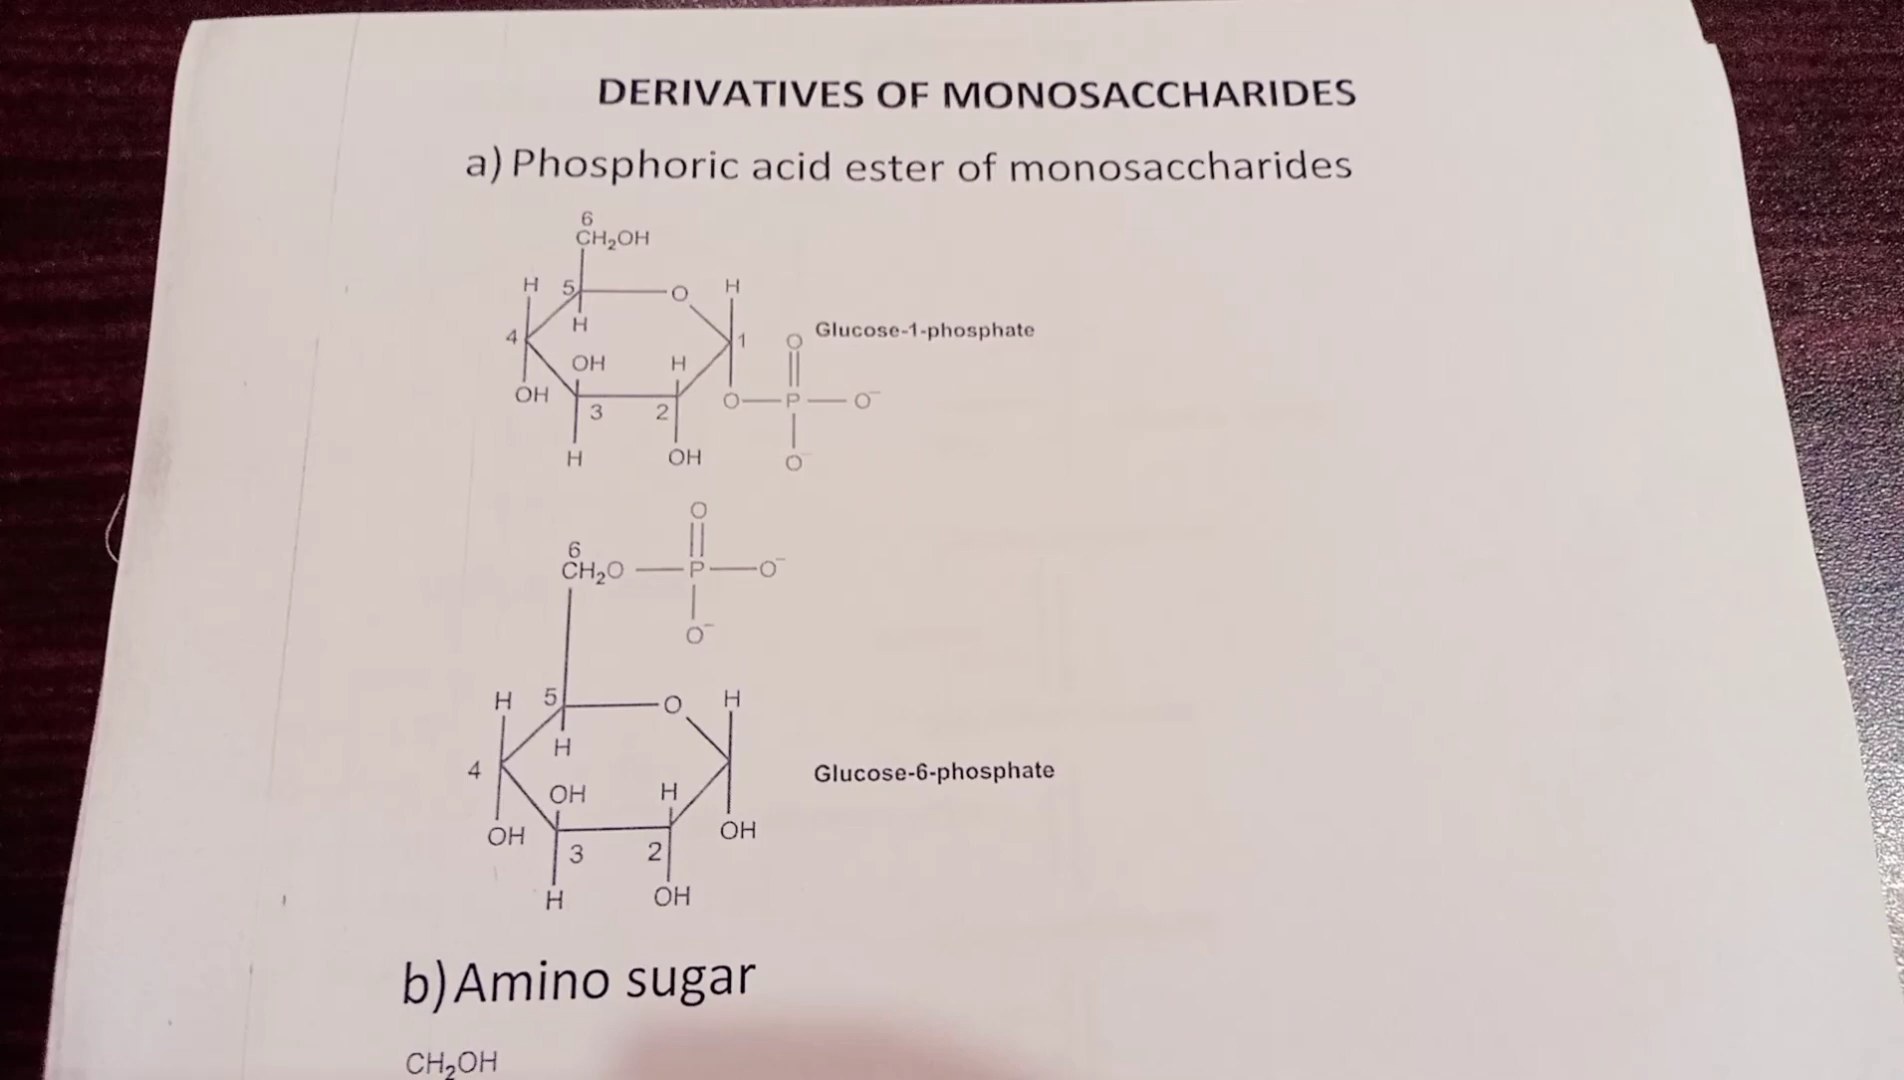 DERIVATIVES OF MONOSACCHARIDES
a) Phosphoric acid ester of monosaccharides
6
CH₂OH
H 5 O H
H
4 1 O Glucose-1-phosphate
OH H
OH O P O⁻
3 2
H OH O
O
6
CH₂O P O⁻
O⁻
H 5 O H
H
4 Glucose-6-phosphate
OH H
OH OH
3 2
H OH
b) Amino sugar
CH₂OH